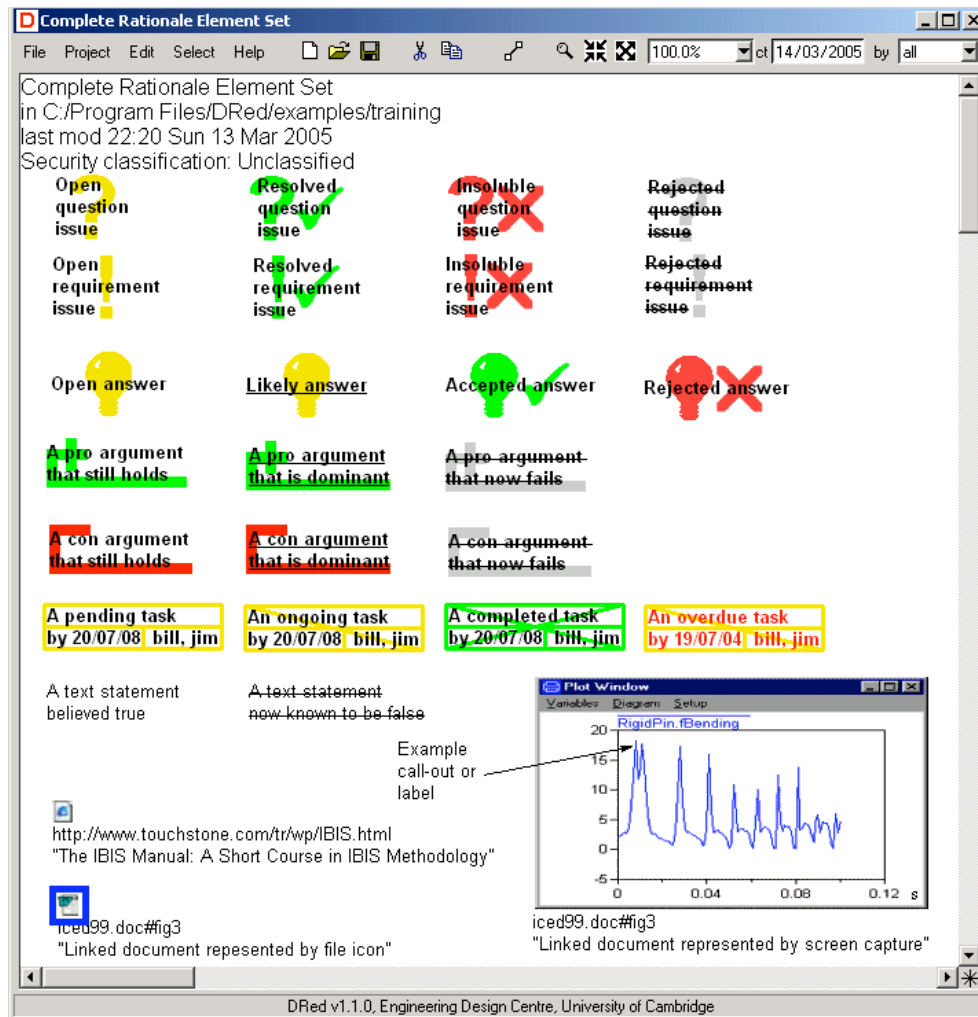 Complete Rationale Element Set
File Project Edit Select Help 100.0% ct 14/03/2005 by all
Complete Rationale Element Set
in C:/Program Files/DRed/examples/training
last mod 22:20 Sun 13 Mar 2005
Security classification: Unclassified
Open
question
issue
Resolved
question
issue
Insoluble
question
issue
Rejected
question
issue
Open
requirement
issue
Resolved
requirement
issue
Insoluble
requirement
issue
Rejected
requirement
issue
Open answer
Likely answer
Accepted answer
Rejected answer
A pro argument
that still holds
A pro argument
that is dominant
A pro argument
that now fails
A con argument
that still holds
A con argument
that is dominant
A con argument
that now fails
A pending task
by 20/07/08 bill, jim
An ongoing task
by 20/07/08 bill, jim
A completed task
by 20/07/08 bill, jim
An overdue task
by 19/07/04 bill, jim
A text statement
believed true
A text statement
now known to be false
Example
call-out or
label
Plot Window
Variables Diagram Setup
RigidPin.fBending
20
15
10
5
0
-5
0 0.04 0.08 0.12 s
http://www.touchstone.com/tr/wp/IBIS.html
"The IBIS Manual: A Short Course in IBIS Methodology"
iced99.doc#fig3
"Linked document repesented by file icon"
iced99.doc#fig3
"Linked document represented by screen capture"
DRed v1.1.0, Engineering Design Centre, University of Cambridge